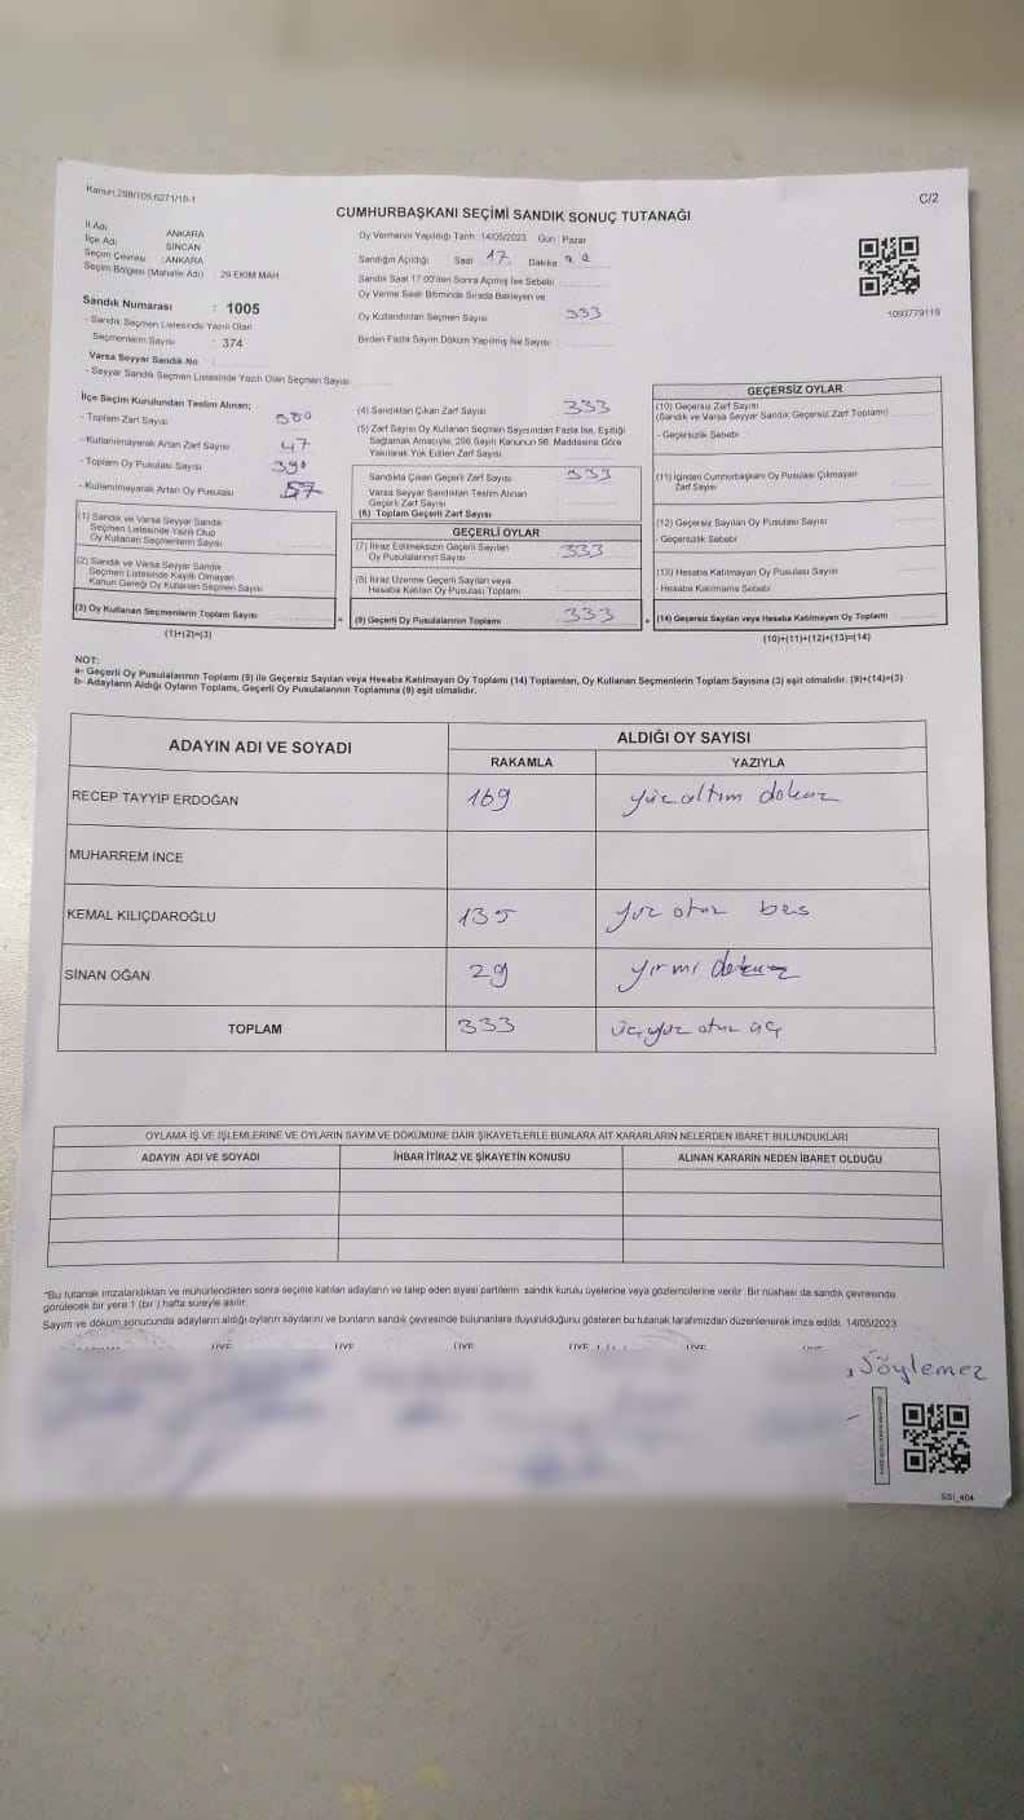 Kanun:298/105,6271/18-1
C/2
CUMHURBAŞKANI SEÇİMİ SANDIK SONUÇ TUTANAĞI
İl Adı : ANKARA
İlçe Adı : SİNCAN
Seçim Çevresi : ANKARA
Seçim Bölgesi (Mahalle Adı) : 29 EKİM MAH
Sandık Numarası : 1005
- Sandık Seçmen Listesinde Yazılı Olan
Seçmenlerin Sayısı : 374
Varsa Seyyar Sandık No
- Seyyar Sandık Seçmen Listesinde Yazılı Olan Seçmen Sayısı
Oy Vermenin Yapıldığı Tarih: 14/05/2023 Gün : Pazar
Sandığın Açıldığı Saat 17 Dakika
Sandık Saat 17:00'den Sonra Açılmış İse Sebebi
Oy Verme Saati Bitiminde Sırada Bekleyen ve
Oy Kullandırılan Seçmen Sayısı 333
Birden Fazla Sayım Döküm Yapılmış İse Sayısı
1093779119
İlçe Seçim Kurulundan Teslim Alınan;
- Toplam Zarf Sayısı 380
- Kullanılmayarak Artan Zarf Sayısı 47
- Toplam Oy Pusulası Sayısı 390
- Kullanılmayarak Artan Oy Pusulası 57
(1) Sandık ve Varsa Seyyar Sandık
Seçmen Listesinde Yazılı Olup
Oy Kullanan Seçmenlerin Sayısı
(2) Sandık ve Varsa Seyyar Sandık
Seçmen Listesinde Kayıtlı Olmayan
Kanun Gereği Oy Kullanan Seçmen Sayısı
(3) Oy Kullanan Seçmenlerin Toplam Sayısı
(1)+(2)=(3)
(4) Sandıktan Çıkan Zarf Sayısı 333
(5) Zarf Sayısı Oy Kullanan Seçmen Sayısından Fazla İse, Eşitliği
Sağlamak Amacıyla, 298 Sayılı Kanunun 98. Maddesine Göre
Yakılarak Yok Edilen Zarf Sayısı
Sandıkta Çıkan Geçerli Zarf Sayısı 333
Varsa Seyyar Sandıktan Teslim Alınan
Geçerli Zarf Sayısı
(6) Toplam Geçerli Zarf Sayısı
GEÇERLİ OYLAR
(7) İtiraz Edilmeksizin Geçerli Sayılan
Oy Pusulalarının Sayısı 333
(8) İtiraz Üzerine Geçerli Sayılan veya
Hesaba Katılan Oy Pusulası Toplamı
(9) Geçerli Oy Pusulalarının Toplamı 333
GEÇERSİZ OYLAR
(10) Geçersiz Zarf Sayısı
(Sandık ve Varsa Seyyar Sandık Geçersiz Zarf Toplamı)
- Geçersizlik Sebebi
(11) İçinden Cumhurbaşkanı Oy Pusulası Çıkmayan
Zarf Sayısı
(12) Geçersiz Sayılan Oy Pusulası Sayısı
- Geçersizlik Sebebi
(13) Hesaba Katılmayan Oy Pusulası Sayısı
- Hesaba Katılmama Sebebi
(14) Geçersiz Sayılan veya Hesaba Katılmayan Oy Toplamı
(10)+(11)+(12)+(13)=(14)
NOT:
a- Geçerli Oy Pusulalarının Toplamı (9) ile Geçersiz Sayılan veya Hesaba Katılmayan Oy Toplamı (14) Toplamları, Oy Kullanan Seçmenlerin Toplam Sayısına (3) eşit olmalıdır. (9)+(14)=(3)
b- Adayların Aldığı Oyların Toplamı, Geçerli Oy Pusulalarının Toplamına (9) eşit olmalıdır.
ADAYIN ADI VE SOYADI ALDIĞI OY SAYISI
RAKAMLA YAZIYLA
RECEP TAYYİP ERDOĞAN 169 yüzaltmı dokuz
MUHARREM İNCE
KEMAL KILIÇDAROĞLU 135 yüz otuz beş
SİNAN OĞAN 29 yirmi dokuz
TOPLAM 333 üçyüz otuz üç
OYLAMA İŞ VE İŞLEMLERİNE VE OYLARIN SAYIM VE DÖKÜMÜNE DAİR ŞİKAYETLERLE BUNLARA AİT KARARLARIN NELERDEN İBARET BULUNDUKLARI
ADAYIN ADI VE SOYADI İHBAR İTİRAZ VE ŞİKAYETİN KONUSU ALINAN KARARIN NEDEN İBARET OLDUĞU
*Bu tutanak imzalandıktan ve mühürlendikten sonra seçime katılan adayların ve talep eden siyasi partilerin sandık kurulu üyelerine veya gözlemcilerine verilir. Bir nüshası da sandık çevresinde
görülecek bir yere 1 (bir) hafta süreyle asılır.
Sayım ve döküm sonucunda adayların aldığı oyların sayılarını ve bunların sandık çevresinde bulunanlara duyurulduğunu gösteren bu tutanak tarafımızdan düzenlenerek imza edildi. 14/05/2023
ÜYE ÜYE ÜYE ÜYE ÜYE
Söylemez
SSI_404